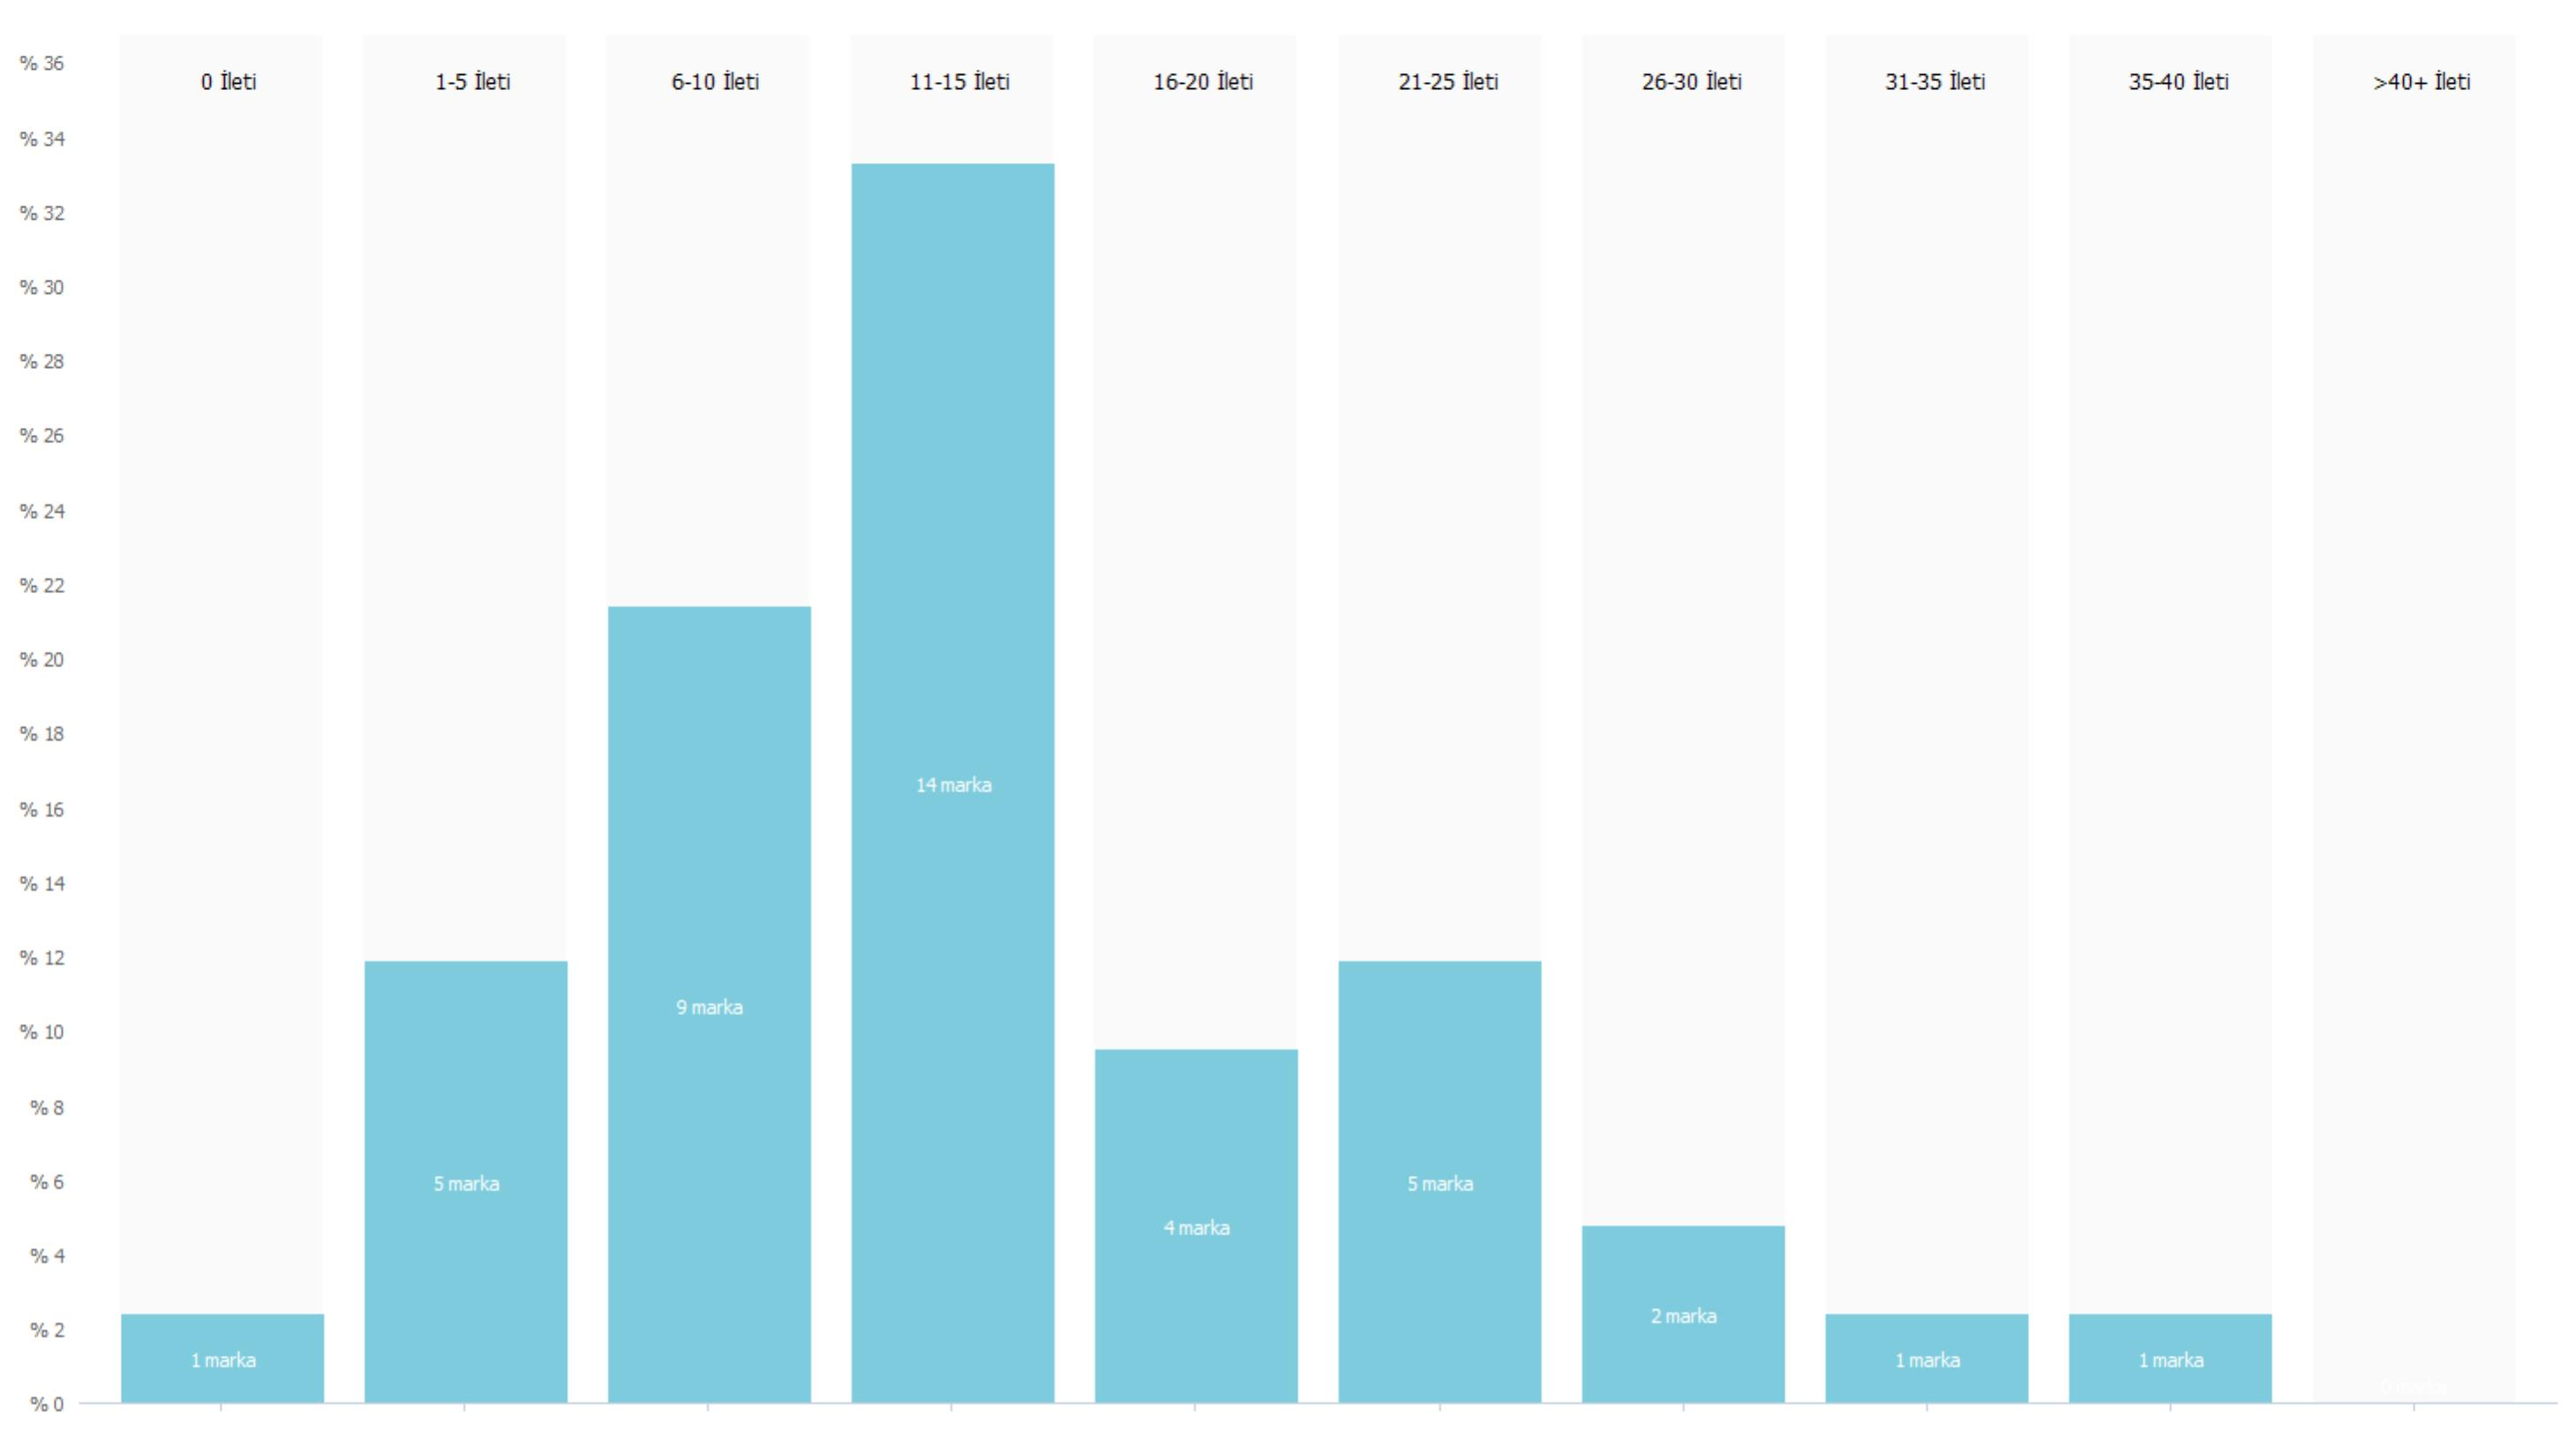 % 36
0 İleti
1-5 İleti
6-10 İleti
11-15 İleti
16-20 İleti
21-25 İleti
26-30 İleti
31-35 İleti
35-40 İleti
>40+ İleti
% 34
% 32
% 30
% 28
% 26
% 24
% 22
% 20
% 18
% 16
% 14
% 12
% 10
% 8
% 6
% 4
% 2
% 0
1 marka
5 marka
9 marka
14 marka
4 marka
5 marka
2 marka
1 marka
1 marka